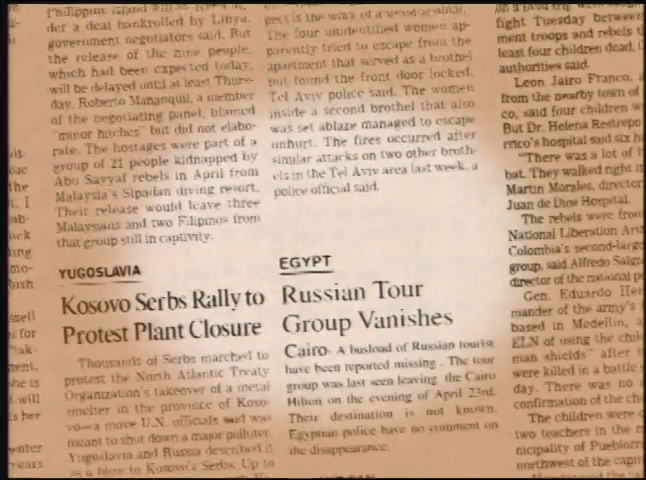 der a deal bankrolled by Libya,
government negotiators said. But
the release of the nine people,
which had been expected today,
will be delayed until at least Thurs-
day. Roberto Mananquil, a member
of the negotiating panel, blamed
"minor hitches" but did not elabo-
rate. The hostages were part of a
group of 21 people kidnapped by
Abu Sayyaf rebels in April from
Malaysia's Sipadan diving resort.
Their release would leave three
Malaysians and two Filipinos from
that group still in captivity.
YUGOSLAVIA
Kosovo Serbs Rally to
Protest Plant Closure
Thousands of Serbs marched to
protest the North Atlantic Treaty
Organization's takeover of a metal
smelter in the province of Koso-
vo—a move U.N. officials said was
meant to shut down a major polluter.
Yugoslavia and Russia described it
as a blow to Kosovo's Serbs. Up to
The four unidentified women ap-
parently tried to escape from the
apartment that served as a brothel
but found the front door locked,
Tel Aviv police said. The women
inside a second brothel that also
was set ablaze managed to escape
unhurt. The fires occurred after
similar attacks on two other broth-
els in the Tel Aviv area last week, a
police official said.
EGYPT
Russian Tour
Group Vanishes
Cairo- A busload of Russian tourist
have been reported missing. The tour
group was last seen leaving the Cairo
Hilton on the evening of April 23rd.
Their destination is not known.
Egyptian police have no comment on
the disappearance.
fight Tuesday between
ment troops and rebels
least four children dead,
authorities said.
Leon Jairo Franco,
from the nearby town of
co, said four children w
But Dr. Helena Restrepo
rrico's hospital said six h
"There was a lot of
bat. They walked right i
Martin Morales, director
Juan de Dios Hospital.
The rebels were from
National Liberation Ar
Colombia's second-larg
group, said Alfredo Salg
director of the national p
Gen. Eduardo He
mander of the army's
based in Medellin, a
ELN of using the chil
man shields" after
were killed in a battle
day. There was no
confirmation of the ch
The children were
two teachers in the m
nicipality of Pueblorr
northwest of the capi